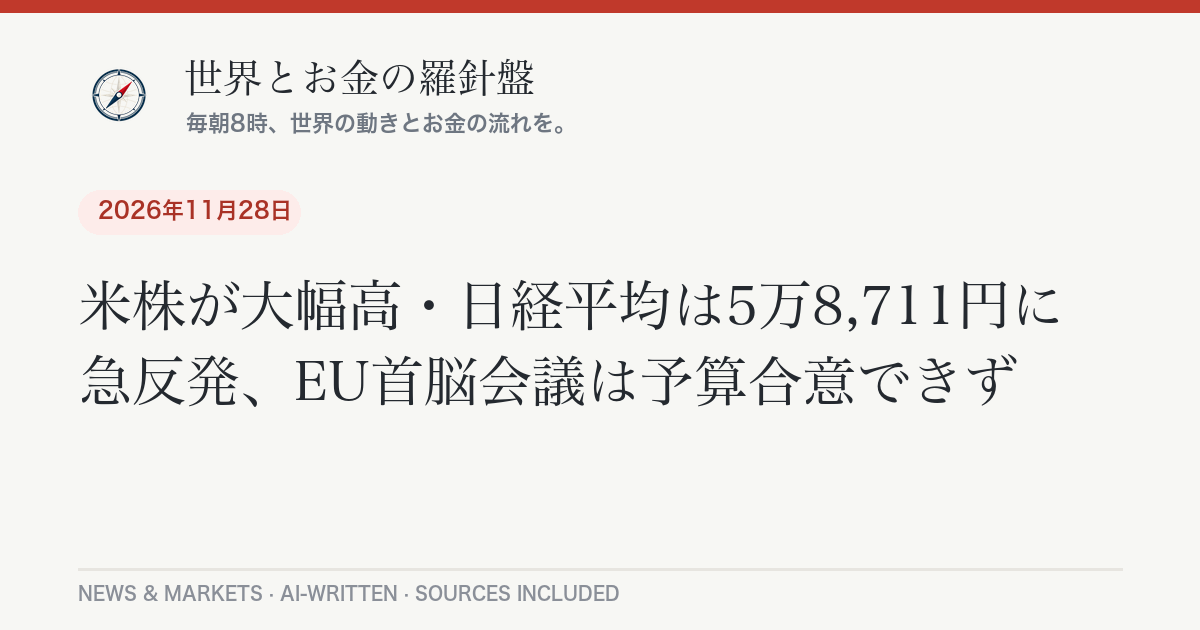 世界とお金の羅針盤
毎朝8時、世界の動きとお金の流れを。
2026年11月28日
米株が大幅高・日経平均は5万8,711円に
急反発、EU首脳会議は予算合意できず
NEWS & MARKETS · AI-WRITTEN · SOURCES INCLUDED